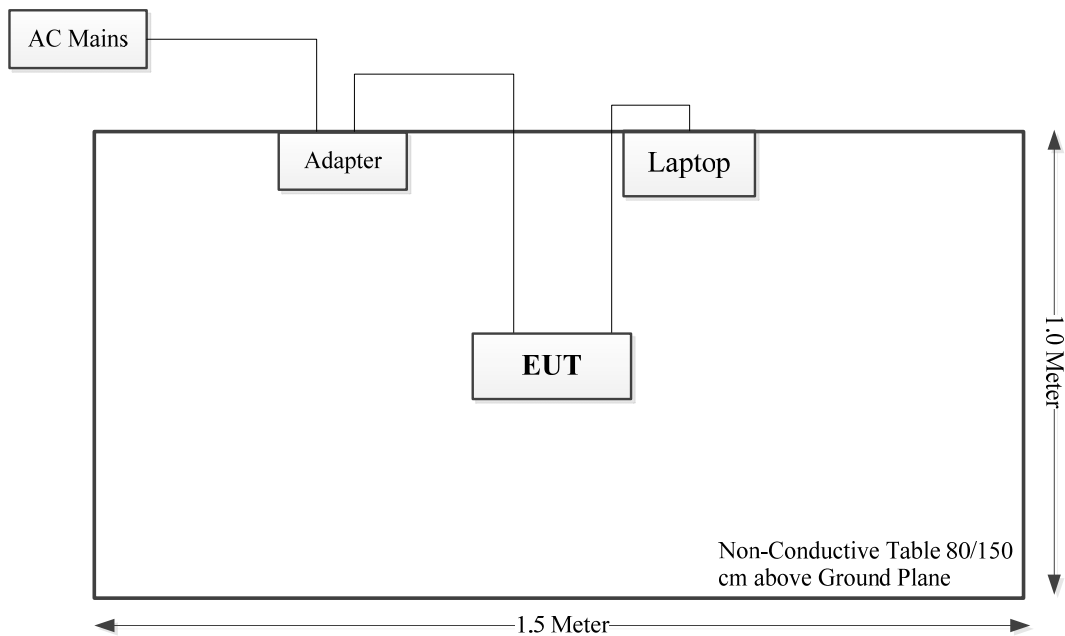 AC Mains
Adapter
Laptop
EUT
1.0 Meter
Non-Conductive Table 80/150
cm above Ground Plane
1.5 Meter